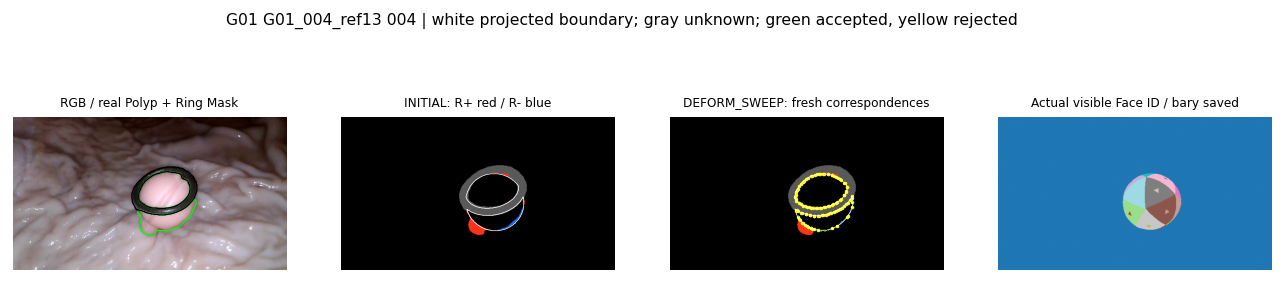 G01 G01_004_ref13 004 | white projected boundary; gray unknown; green accepted, yellow rejected
RGB / real Polyp + Ring Mask
INITIAL: R+ red / R- blue
DEFORM_SWEEP: fresh correspondences
Actual visible Face ID / bary saved